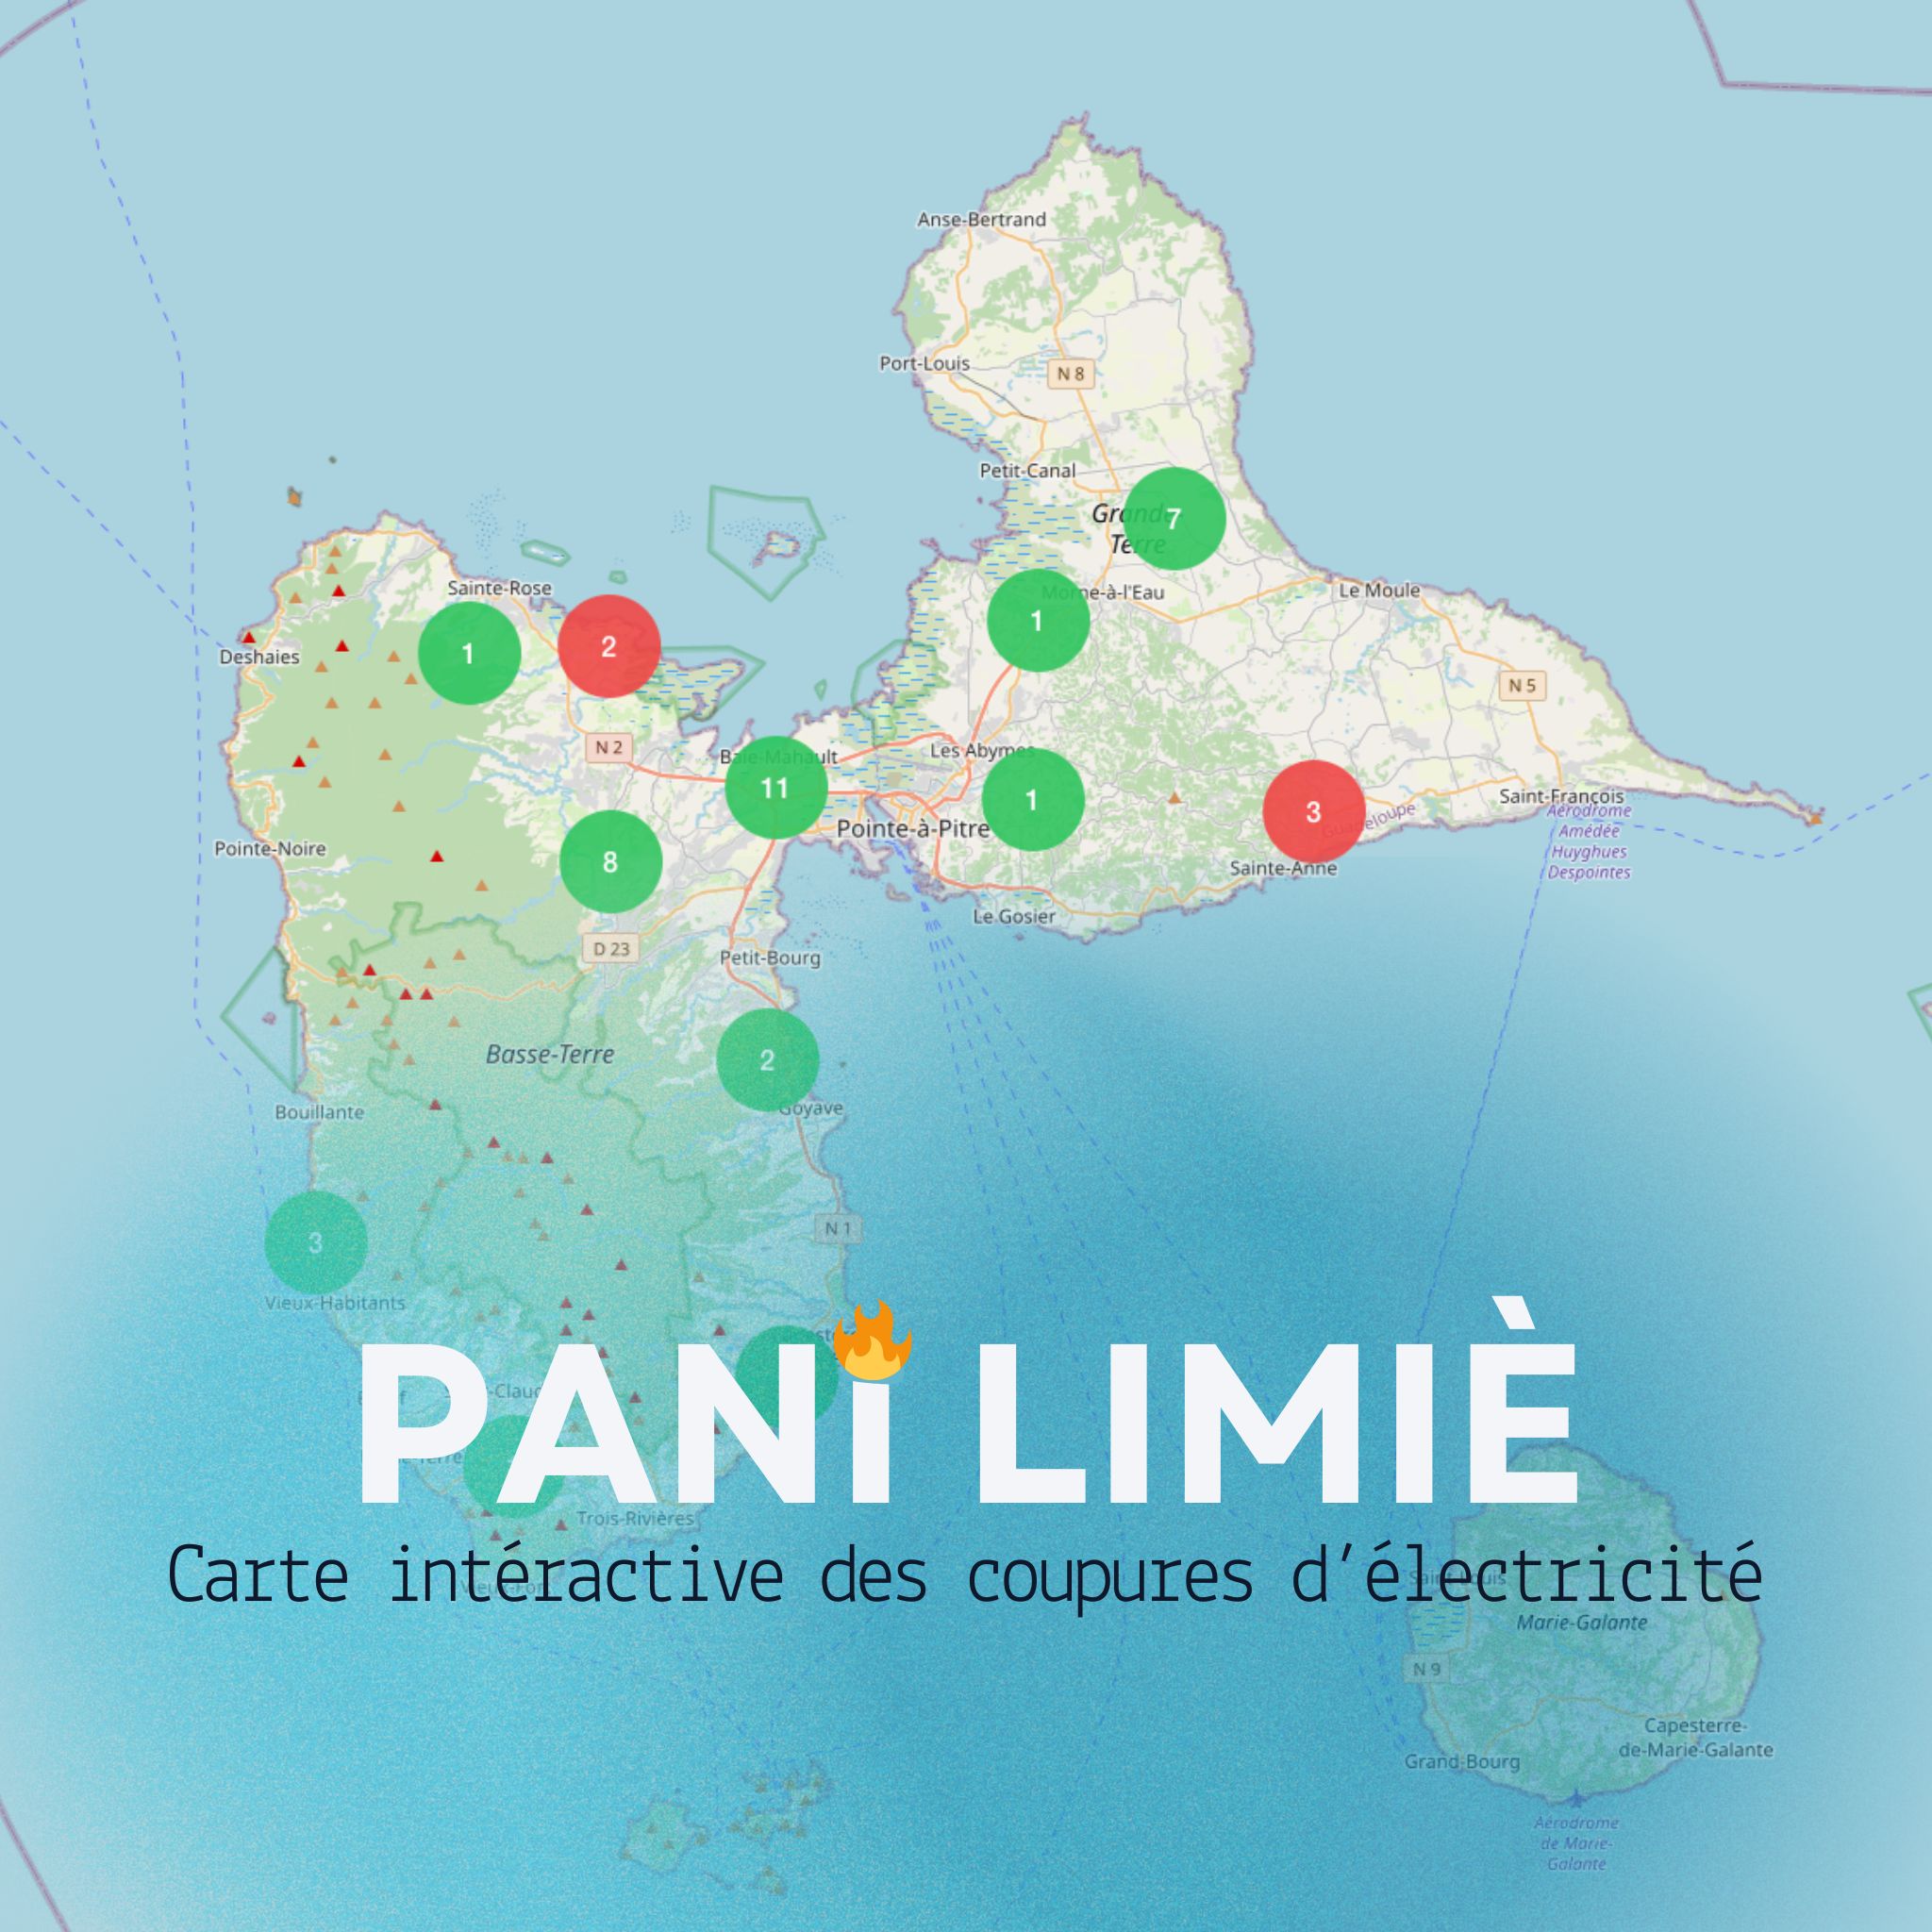 Anse-Bertrand
Port-Louis
N 8
Petit-Canal
7
Grande
Terre
Sainte-Rose
Morne-à-l'Eau
Le Moule
1
2
1
Deshaies
N 5
N 2
Baie-Mahault
Les Abymes
11
1
3
Saint-François
Guadeloupe
Aérodrome
Amédée
Huyghues
Despointes
Pointe-à-Pitre
Pointe-Noire
8
Sainte-Anne
Le Gosier
D 23
Petit-Bourg
Basse-Terre
2
Goyave
Bouillante
N 1
3
Vieux-Habitants
PANi LIMIÈ
Trois-Rivières
Carte intéractive des coupures d'électricité
Saint-Louis
Marie-Galante
N 9
Capesterre-
de-Marie-Galante
Grand-Bourg
Aérodrome
de Marie-
Galante